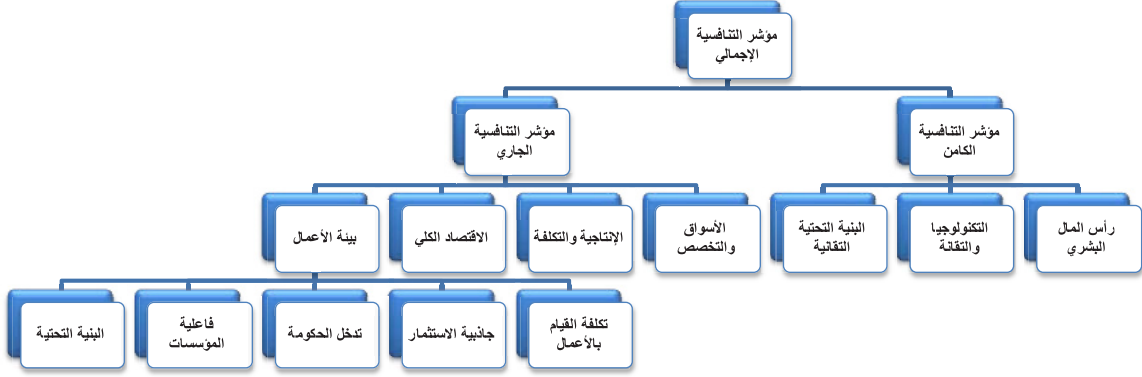 مؤشر التنافسية
الإجمالي
مؤشر التنافسية
الكامن
مؤشر التنافسية
الجاري
رأس المال
البشري
التكنولوجيا
والتقانة
البنية التحتية
التقانية
الأسواق
والتخصص
الإنتاجية والتكلفة
الاقتصاد الكلي
بيئة الأعمال
تكلفة القيام
بالأعمال
جاذبية الاستثمار
تدخل الحكومة
فاعلية
المؤسسات
البنية التحتية